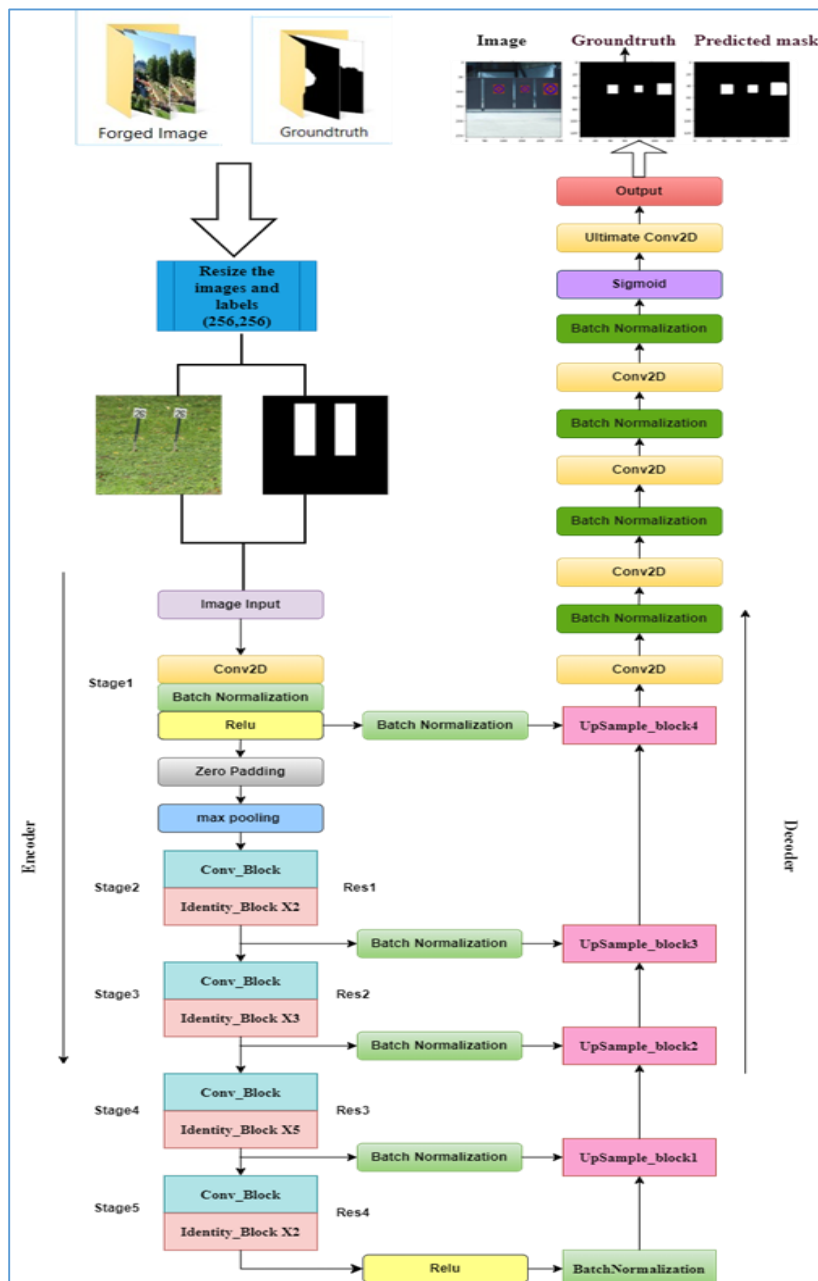 Forged Image
Groundtruth
Resize the
images and
labels
(256,256)
Image Input
Encoder
Stage1
Conv2D
Batch Normalization
Relu
Batch Normalization
Zero Padding
max pooling
Stage2
Conv_Block
Identity_Block X2
Res1
Batch Normalization
Stage3
Conv_Block
Identity_Block X3
Res2
Batch Normalization
Stage4
Conv_Block
Identity_Block X5
Res3
Batch Normalization
Stage5
Conv_Block
Identity_Block X2
Res4
Relu
BatchNormalization
UpSample_block1
UpSample_block2
UpSample_block3
UpSample_block4
Decoder
Conv2D
Batch Normalization
Conv2D
Batch Normalization
Conv2D
Batch Normalization
Conv2D
Batch Normalization
Sigmoid
Ultimate Conv2D
Output
Image
Groundtruth
Predicted mask